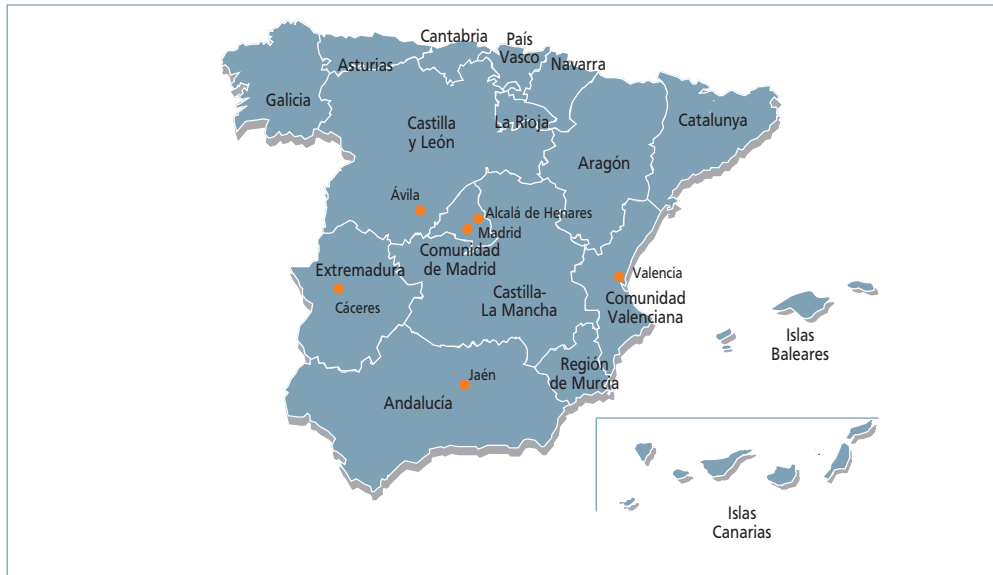 Cantabria
País
Vasco
Asturias
Navarra
Galicia
La Rioja
Catalunya
Castilla
y León
Aragón
Ávila
Alcalá de Henares
Madrid
Comunidad
de Madrid
Extremadura
Valencia
Cáceres
Castilla-
La Mancha
Comunidad
Valenciana
Islas
Baleares
Región
de Murcia
Jaén
Andalucía
Islas
Canarias